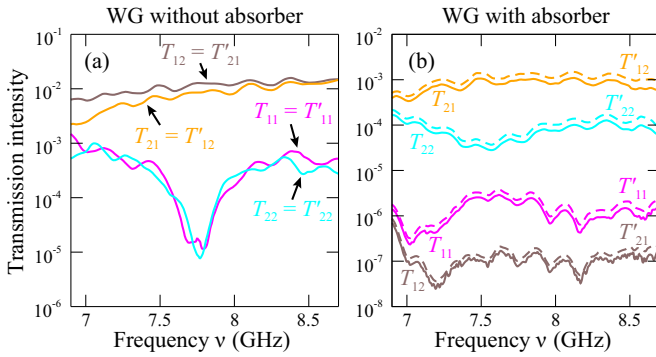 WG without absorber
WG with absorber
Transmission intensity
10⁻¹
10⁻²
10⁻³
10⁻⁴
10⁻⁵
10⁻⁶
(a)
T₁₂ = T'₂₁
T₂₁ = T'₁₂
T₁₁ = T'₁₁
T₂₂ = T'₂₂
7
7.5
8
8.5
Frequency ν (GHz)
10⁻²
10⁻³
10⁻⁴
10⁻⁵
10⁻⁶
10⁻⁷
10⁻⁸
(b)
T'₁₂
T₂₁
T'₂₂
T₂₂
T'₁₁
T₁₁
T'₂₁
T₁₂
7
7.5
8
8.5
Frequency ν (GHz)